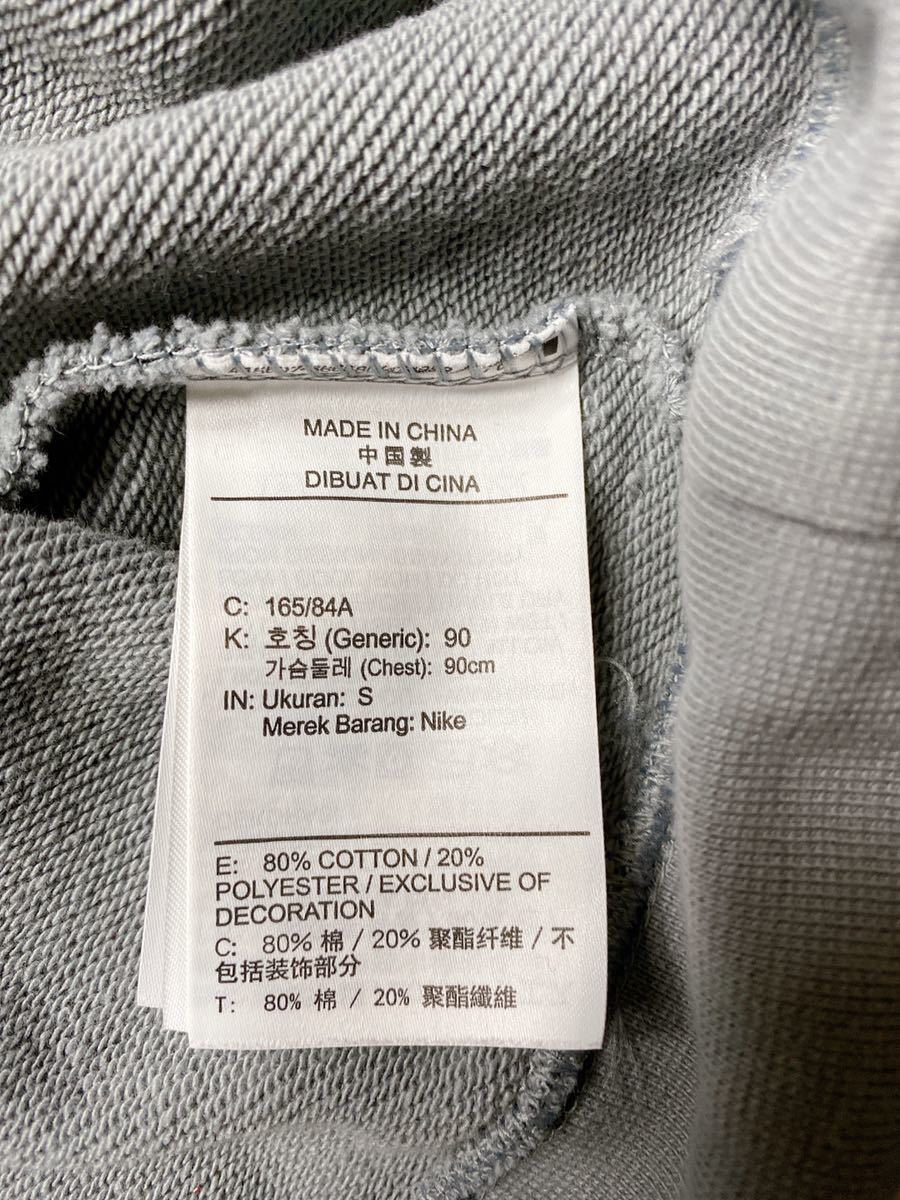 MADE IN CHINA
中国製
DIBUAT DI CINA
C: 165/84A
K: 호칭 (Generic): 90
가슴둘레 (Chest): 90cm
IN: Ukuran: S
Merek Barang: Nike
E: 80% COTTON / 20%
POLYESTER / EXCLUSIVE OF
DECORATION
C: 80% 棉 / 20% 聚酯纤维 / 不
包括装饰部分
T: 80% 棉 / 20% 聚酯纖維